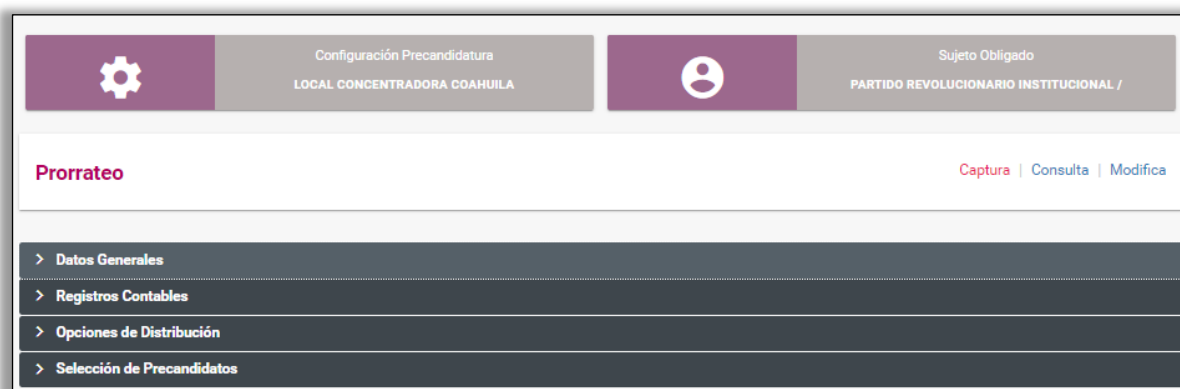 Configuración Precandidatura
LOCAL CONCENTRADORA COAHUILA
Sujeto Obligado
PARTIDO REVOLUCIONARIO INSTITUCIONAL /
Prorrateo
Captura | Consulta | Modifica
> Datos Generales
> Registros Contables
> Opciones de Distribución
> Selección de Precandidatos